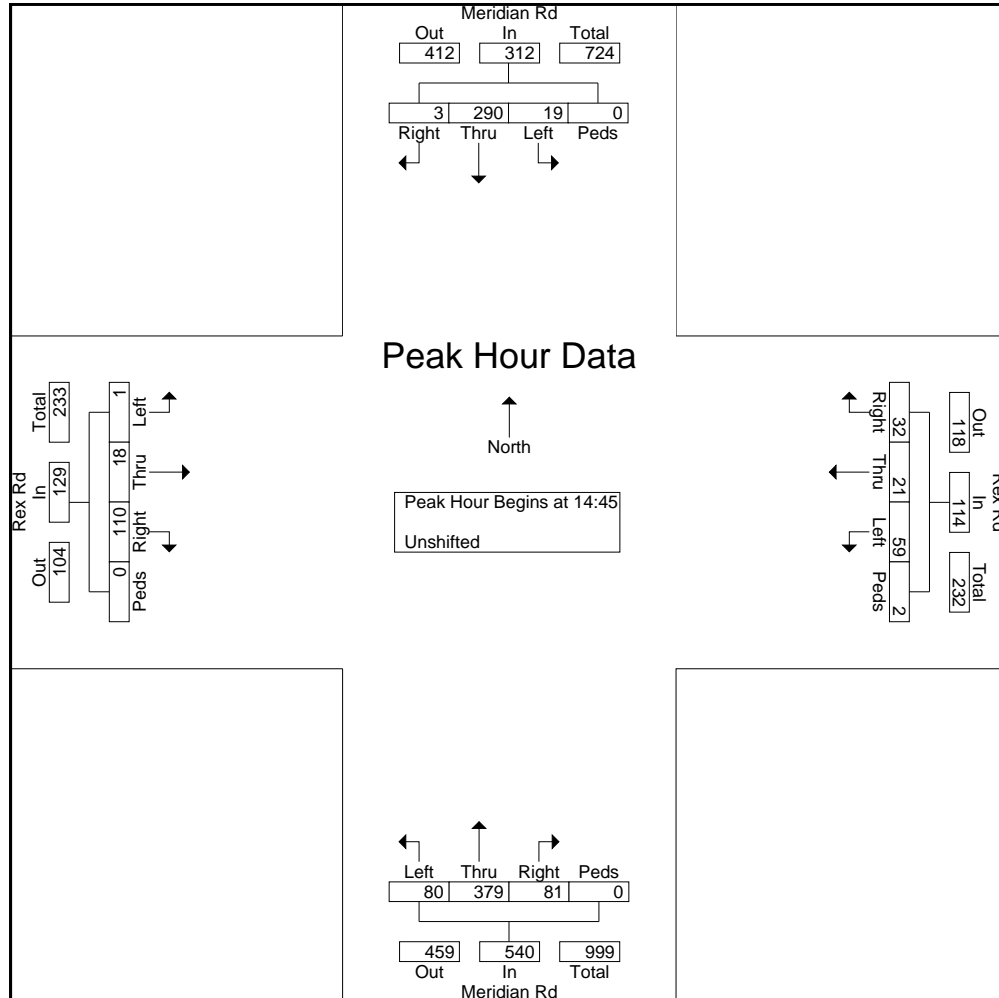 Meridian Rd
Out In Total
412 312 724
3 290 19 0
Right Thru Left Peds
Peak Hour Data
North
Peak Hour Begins at 14:45
Unshifted
Rex Rd
Out In Total
104 129 233
0 110 18 1
Peds Right Thru Left
Rex Rd
Out In Total
118 114 232
32 21 59 2
Right Thru Left Peds
Left Thru Right Peds
80 379 81 0
459 540 999
Out In Total
Meridian Rd